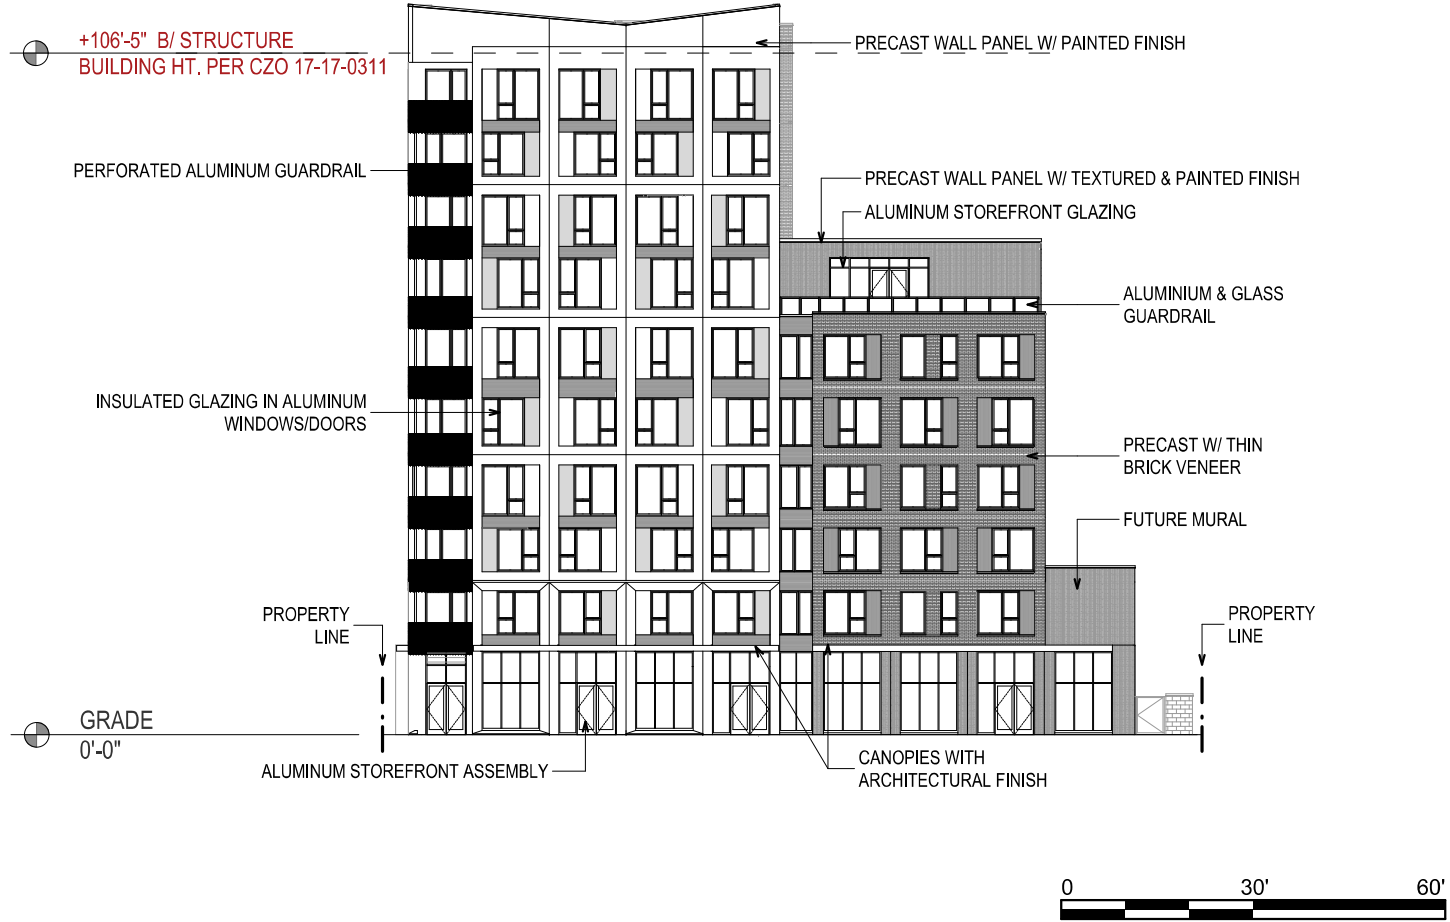 +106'-5" B/ STRUCTURE
BUILDING HT. PER CZO 17-17-0311
PRECAST WALL PANEL W/ PAINTED FINISH
PERFORATED ALUMINUM GUARDRAIL
PRECAST WALL PANEL W/ TEXTURED & PAINTED FINISH
ALUMINUM STOREFRONT GLAZING
ALUMINIUM & GLASS
GUARDRAIL
INSULATED GLAZING IN ALUMINUM
WINDOWS/DOORS
PRECAST W/ THIN
BRICK VENEER
FUTURE MURAL
PROPERTY
LINE
PROPERTY
LINE
GRADE
0'-0"
ALUMINUM STOREFRONT ASSEMBLY
CANOPIES WITH
ARCHITECTURAL FINISH
0 30' 60'